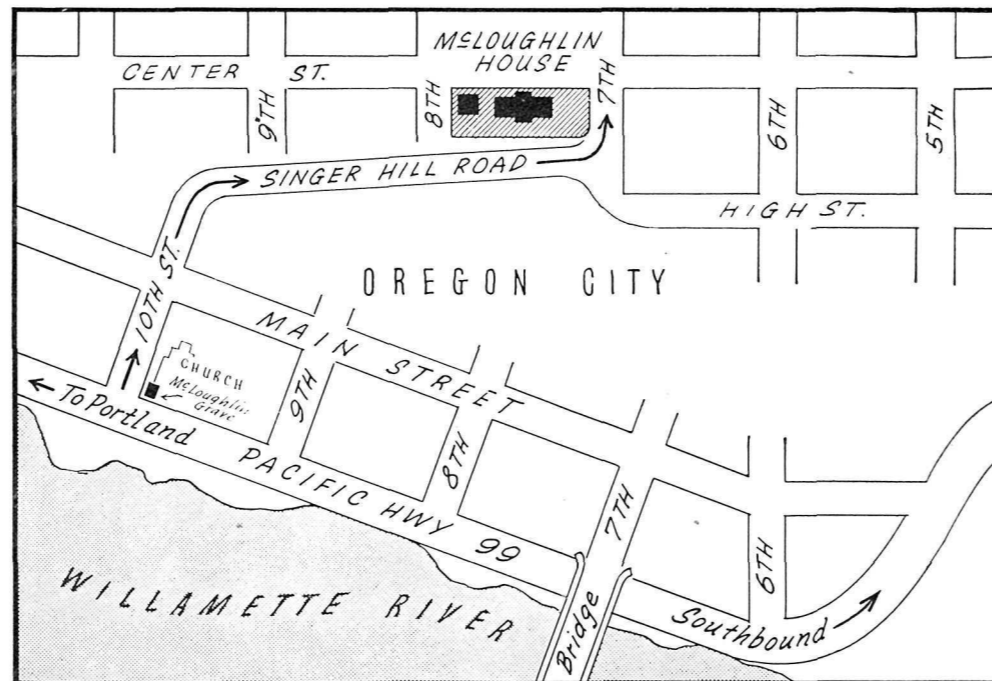 McLOUGHLIN
HOUSE
CENTER ST.
9TH
8TH
7TH
6TH
5TH
SINGER HILL ROAD
HIGH ST.
OREGON CITY
10TH ST.
MAIN STREET
CHURCH
McLoughlin
Grave
9TH
8TH
7TH
6TH
To Portland
PACIFIC HWY 99
Southbound
Bridge
WILLAMETTE RIVER